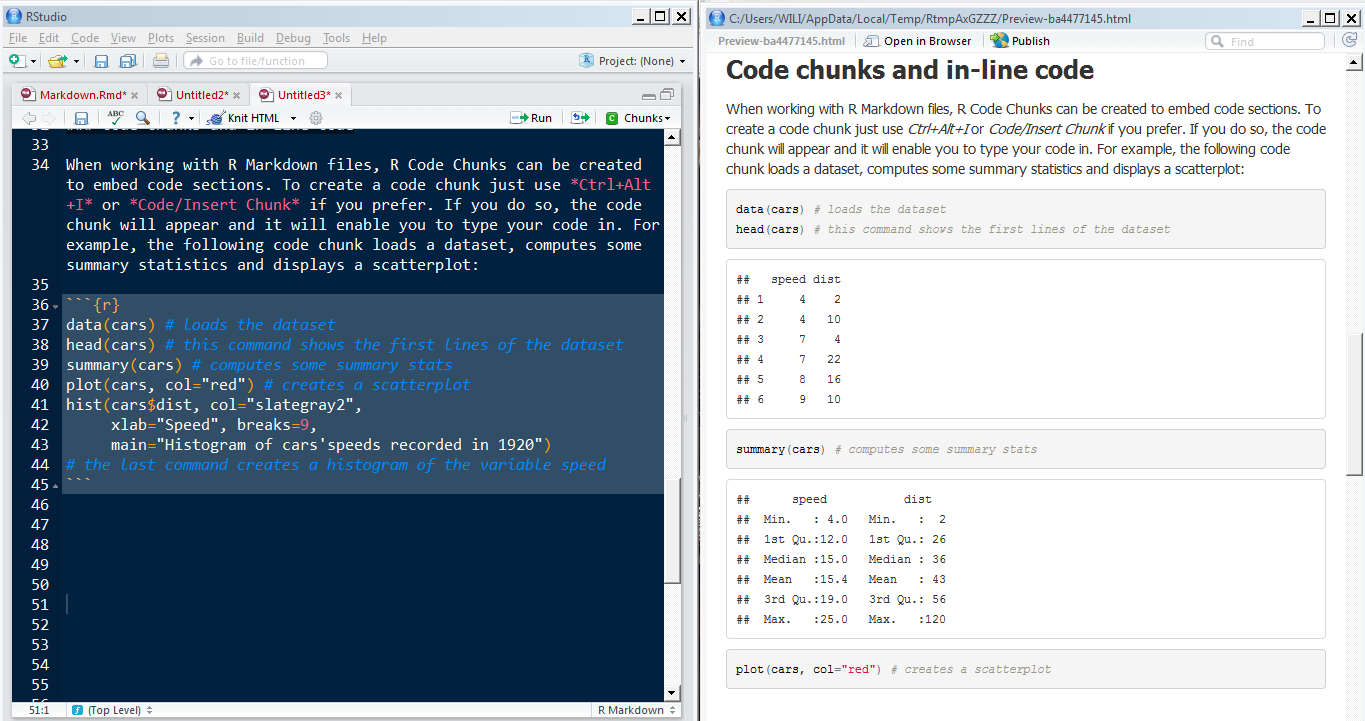 RStudio
File Edit Code View Plots Session Build Debug Tools Help
Go to file/function
Project: (None)
Markdown.Rmd* × Untitled2* × Untitled3* ×
ABC ? Knit HTML Run Chunks
33
34 When working with R Markdown files, R Code Chunks can be created
to embed code sections. To create a code chunk just use *Ctrl+Alt
+I* or *Code/Insert Chunk* if you prefer. If you do so, the code
chunk will appear and it will enable you to type your code in. For
example, the following code chunk loads a dataset, computes some
summary statistics and displays a scatterplot:
35
36 ```{r}
37 data(cars) # loads the dataset
38 head(cars) # this command shows the first lines of the dataset
39 summary(cars) # computes some summary stats
40 plot(cars, col="red") # creates a scatterplot
41 hist(cars$dist, col="slategray2",
42 xlab="Speed", breaks=9,
43 main="Histogram of cars'speeds recorded in 1920")
44 # the last command creates a histogram of the variable speed
45 ```
46
47
48
49
50
51
52
53
54
55
51:1 (Top Level) R Markdown
C:/Users/WILI/AppData/Local/Temp/RtmpAxGZZZ/Preview-ba4477145.html
Preview-ba4477145.html Open in Browser Publish Find
Code chunks and in-line code
When working with R Markdown files, R Code Chunks can be created to embed code sections. To
create a code chunk just use Ctrl+Alt+I or Code/Insert Chunk if you prefer. If you do so, the code
chunk will appear and it will enable you to type your code in. For example, the following code
chunk loads a dataset, computes some summary statistics and displays a scatterplot:
data(cars) # loads the dataset
head(cars) # this command shows the first lines of the dataset
## speed dist
## 1 4 2
## 2 4 10
## 3 7 4
## 4 7 22
## 5 8 16
## 6 9 10
summary(cars) # computes some summary stats
## speed dist
## Min. : 4.0 Min. : 2
## 1st Qu.:12.0 1st Qu.: 26
## Median :15.0 Median : 36
## Mean :15.4 Mean : 43
## 3rd Qu.:19.0 3rd Qu.: 56
## Max. :25.0 Max. :120
plot(cars, col="red") # creates a scatterplot